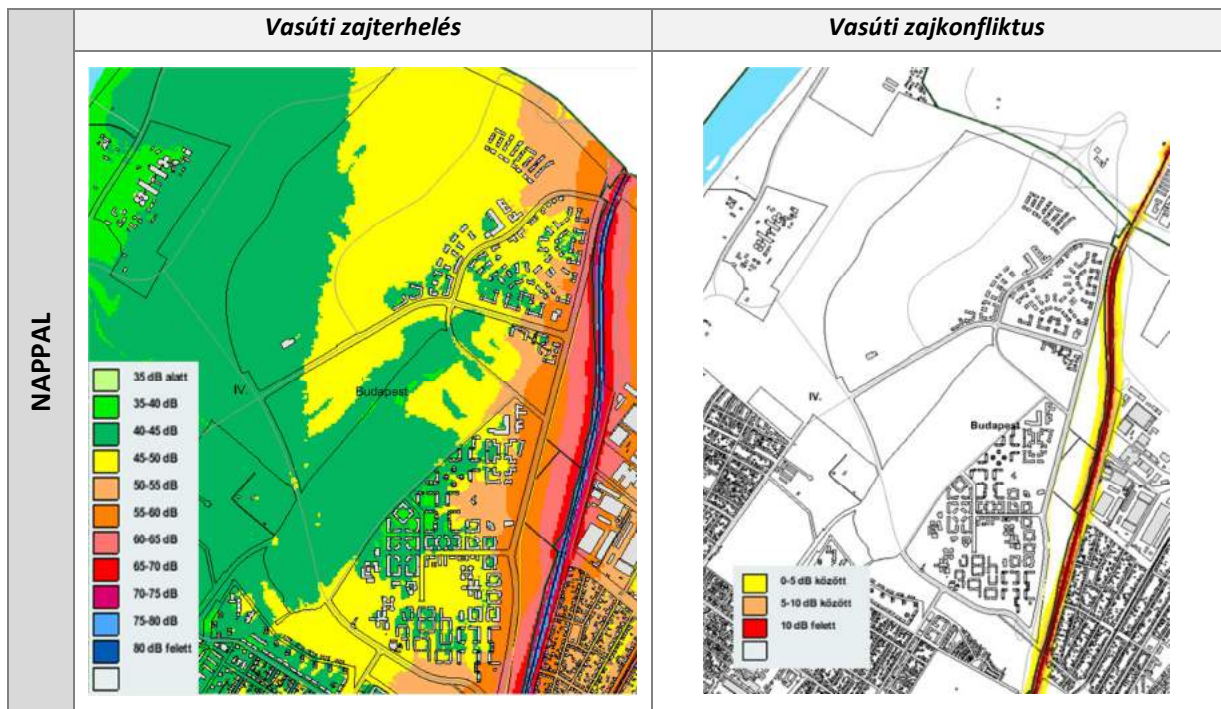 Vasúti zajterhelés
Vasúti zajkonfliktus
NAPPAL
35 dB alatt
35-40 dB
40-45 dB
45-50 dB
50-55 dB
55-60 dB
60-65 dB
65-70 dB
70-75 dB
75-80 dB
80 dB felett
IV.
Budapest
IV.
Budapest
0-5 dB között
5-10 dB között
10 dB felett